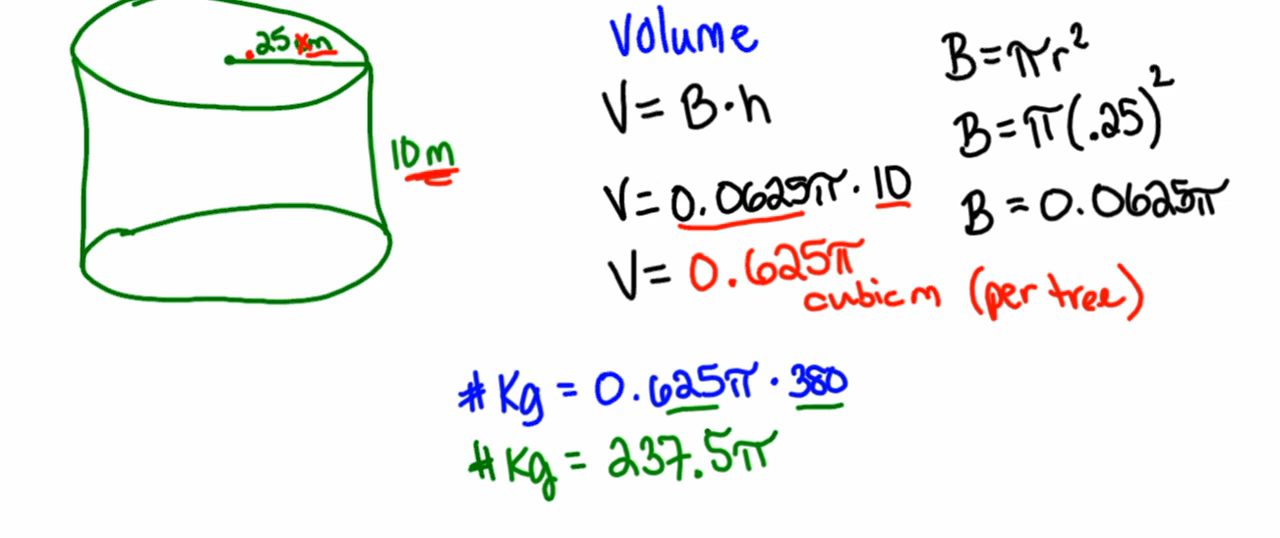 .25 m
10m
Volume
V = B·h
V = 0.0625π · 10
V = 0.625π
cubic m (per tree)
B = πr²
B = π(.25)²
B = 0.0625π
#Kg = 0.625π · 380
#Kg = 237.5π